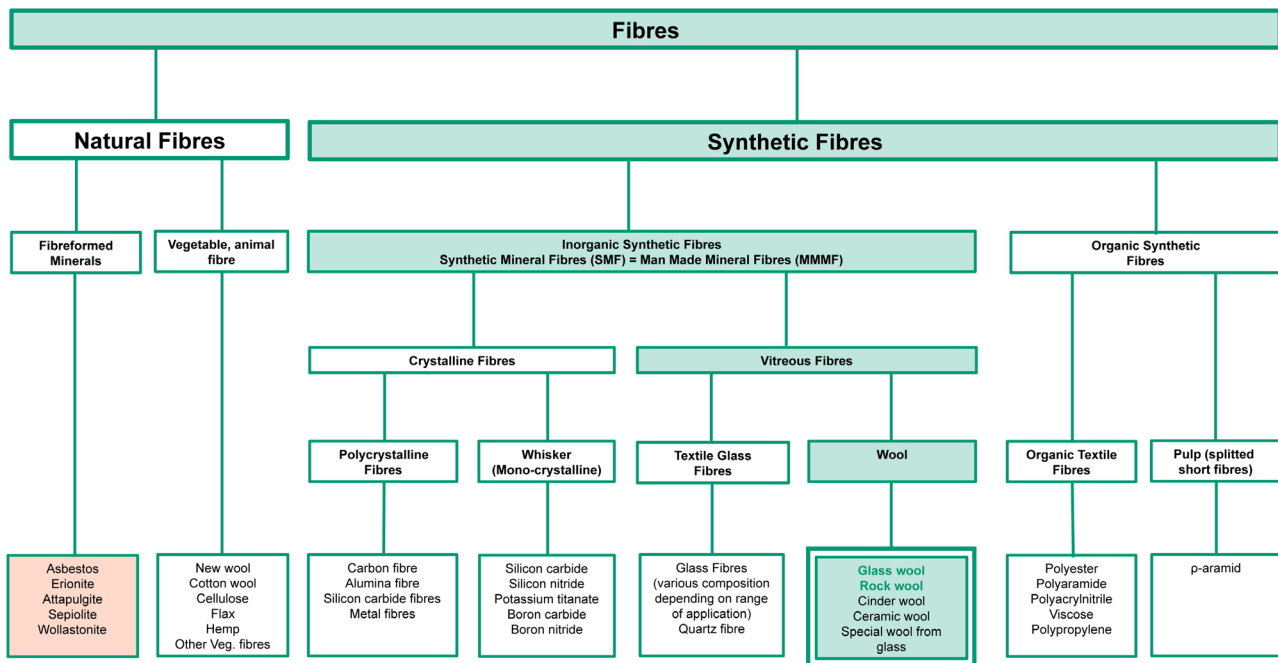 Fibres
Natural Fibres
Synthetic Fibres
Fibreformed
Minerals
Vegetable, animal
fibre
Inorganic Synthetic Fibres
Synthetic Mineral Fibres (SMF) = Man Made Mineral Fibres (MMMF)
Organic Synthetic
Fibres
Crystalline Fibres
Vitreous Fibres
Polycrystalline
Fibres
Whisker
(Mono-crystalline)
Textile Glass
Fibres
Wool
Organic Textile
Fibres
Pulp (splitted
short fibres)
Asbestos
Erionite
Attapulgite
Sepiolite
Wollastonite
New wool
Cotton wool
Cellulose
Flax
Hemp
Other Veg. fibres
Carbon fibre
Alumina fibre
Silicon carbide fibres
Metal fibres
Silicon carbide
Silicon nitride
Potassium titanate
Boron carbide
Boron nitride
Glass Fibres
(various composition
depending on range
of application)
Quartz fibre
Glass wool
Rock wool
Cinder wool
Ceramic wool
Special wool from
glass
Polyester
Polyaramide
Polyacrylnitrile
Viscose
Polypropylene
ρ-aramid